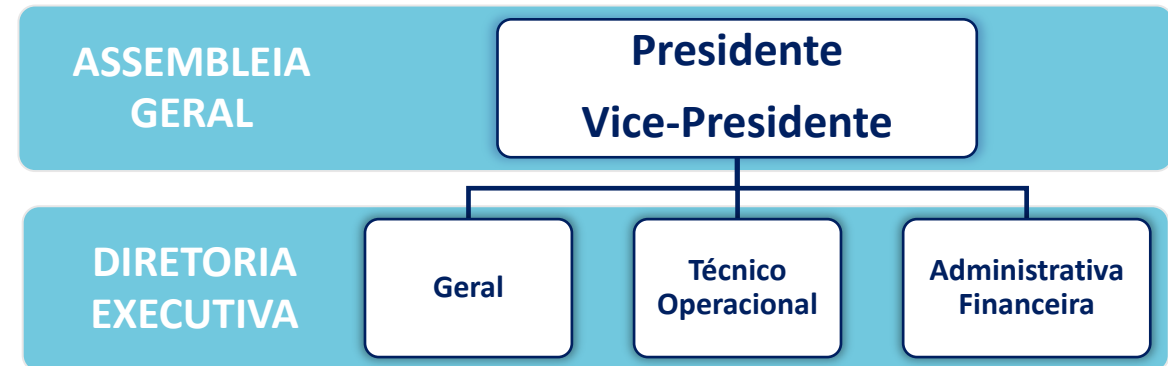 ASSEMBLEIA
GERAL
Presidente
Vice-Presidente
DIRETORIA
EXECUTIVA
Geral
Técnico
Operacional
Administrativa
Financeira